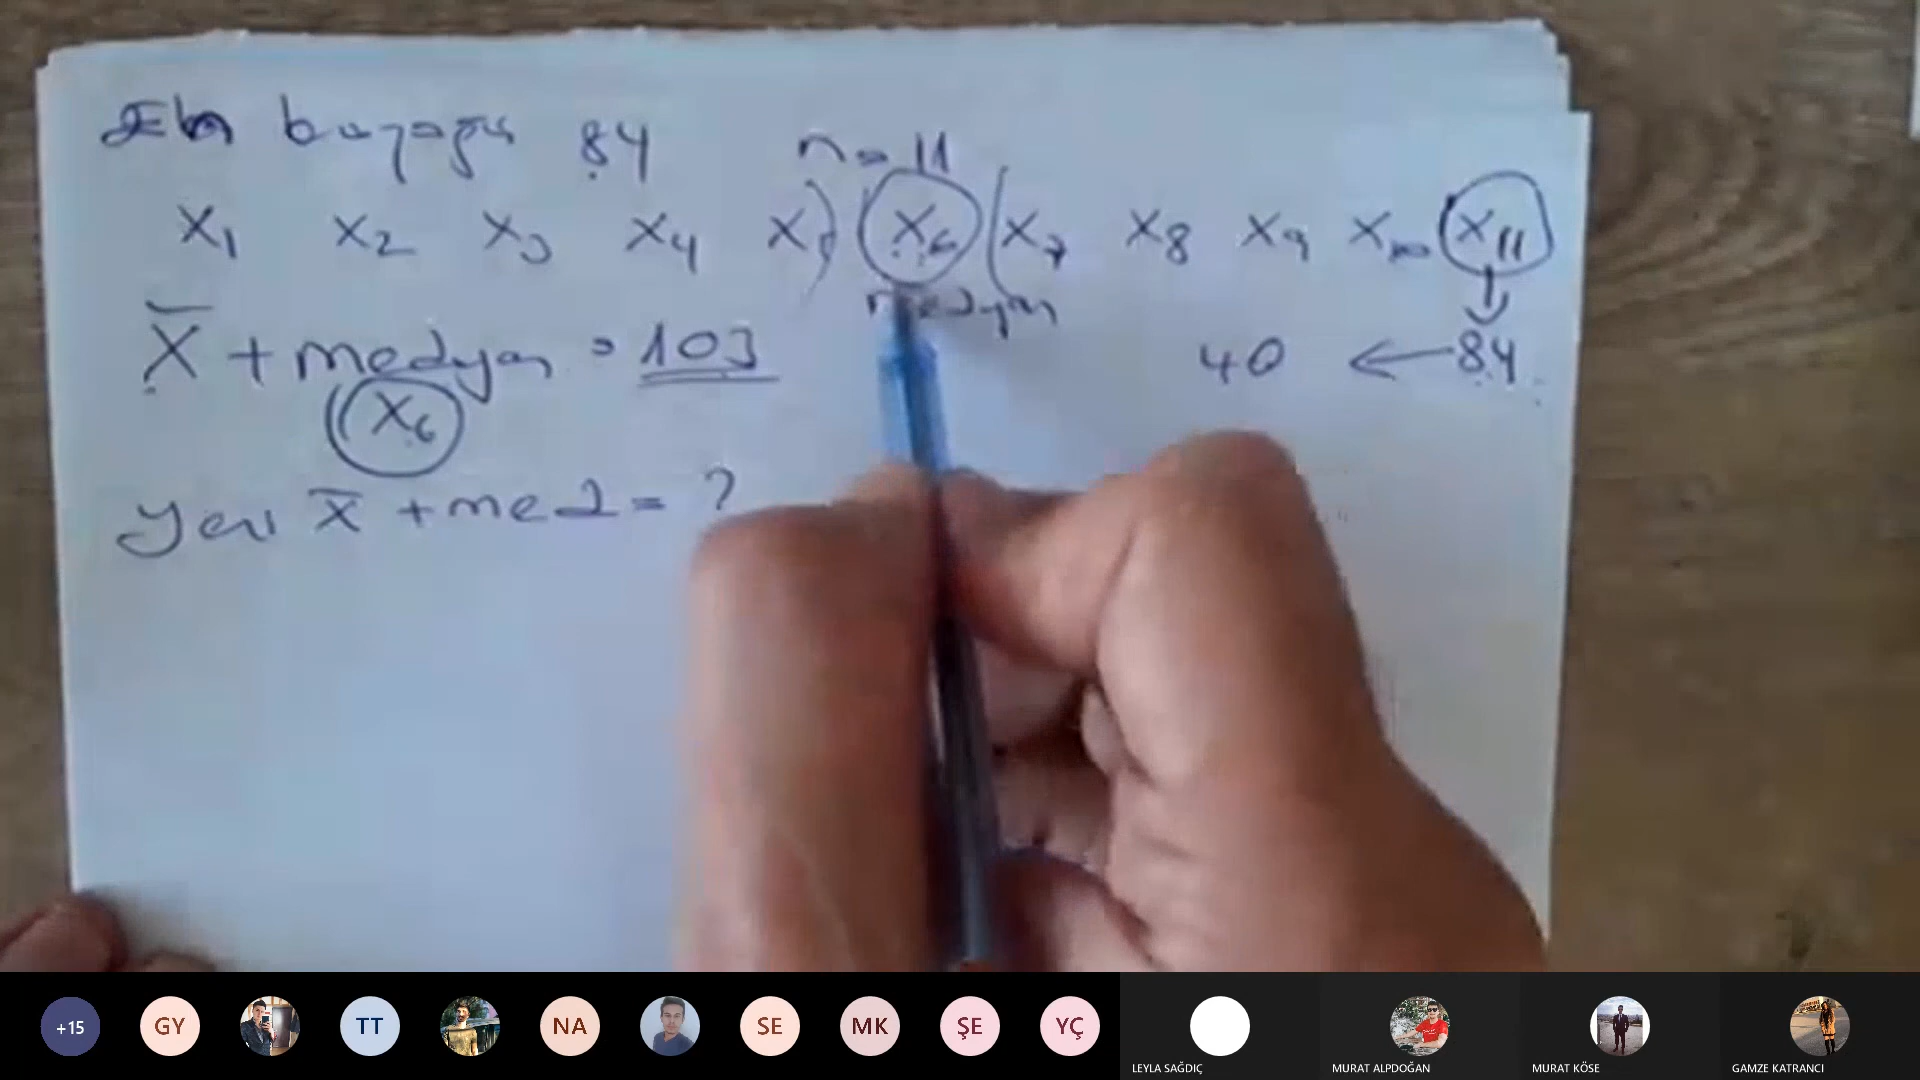 En büyüğü 84
n = 11
x1 x2 x3 x4 x5) x6 (x7 x8 x9 x10 x11
medyan
x̄ + medyan = 103
40 ← 84
x6
yeni x̄ + med = ?
+15 GY TT NA SE MK ŞE YÇ
LEYLA SAĞDIÇ MURAT ALPDOĞAN MURAT KÖSE GAMZE KATRANCI